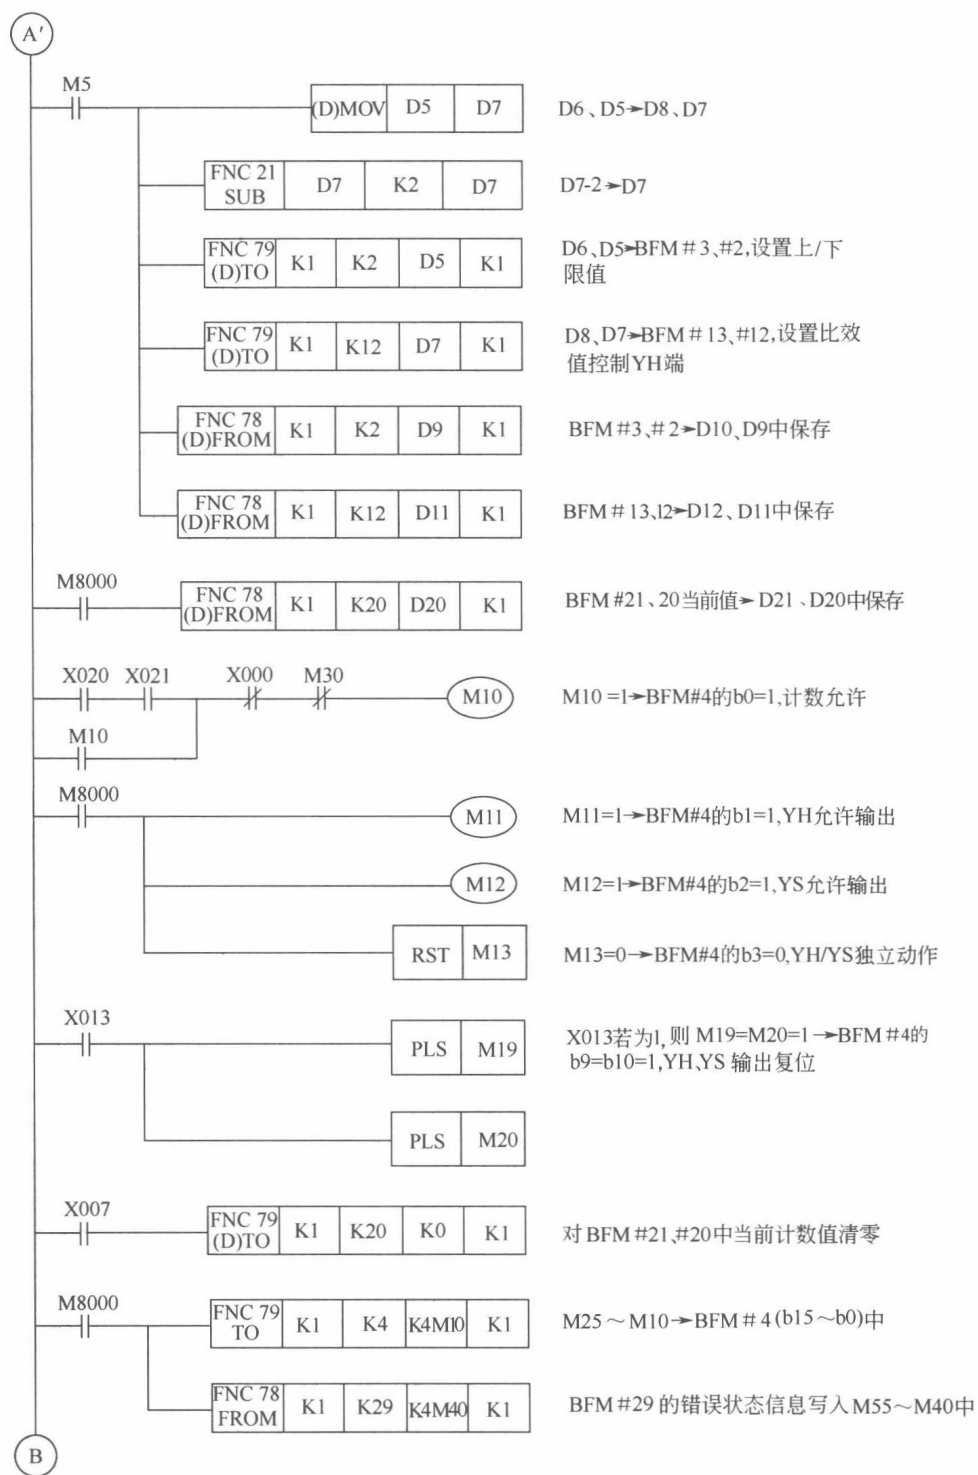 A′
M5
(D)MOV D5 D7 D6、D5→D8、D7
FNC 21
SUB D7 K2 D7 D7-2→D7
FNC 79
(D)TO K1 K2 D5 K1 D6、D5→BFM＃3、#2,设置上/下
限值
FNC 79
(D)TO K1 K12 D7 K1 D8、D7→BFM＃13、#12,设置比效
值控制YH端
FNC 78
(D)FROM K1 K2 D9 K1 BFM #3、# 2→D10、D9中保存
FNC 78
(D)FROM K1 K12 D11 K1 BFM＃13、l2→D12、D11中保存
M8000
FNC 78
(D)FROM K1 K20 D20 K1 BFM #21、20当前值→ D21、D20中保存
X020 X021 X000 M30
M10 M10 =1→BFM#4的b0=1,计数允许
M10
M8000
M11 M11=1→BFM#4的b1=1,YH允许输出
M12 M12=1→BFM#4的b2=1,YS允许输出
RST M13 M13=0→BFM#4的b3=0,YH/YS独立动作
X013
PLS M19 X013若为l,则 M19=M20=1→BFM #4的
b9=b10=1,YH、YS 输出复位
PLS M20
X007
FNC 79
(D)TO K1 K20 K0 K1 对BFM #21、#20中当前计数值清零
M8000
FNC 79
TO K1 K4 K4M10 K1 M25～M10→BFM＃4(b15～b0)中
FNC 78
FROM K1 K29 K4M40 K1 BFM＃29 的错误状态信息写入M55～M40中
B